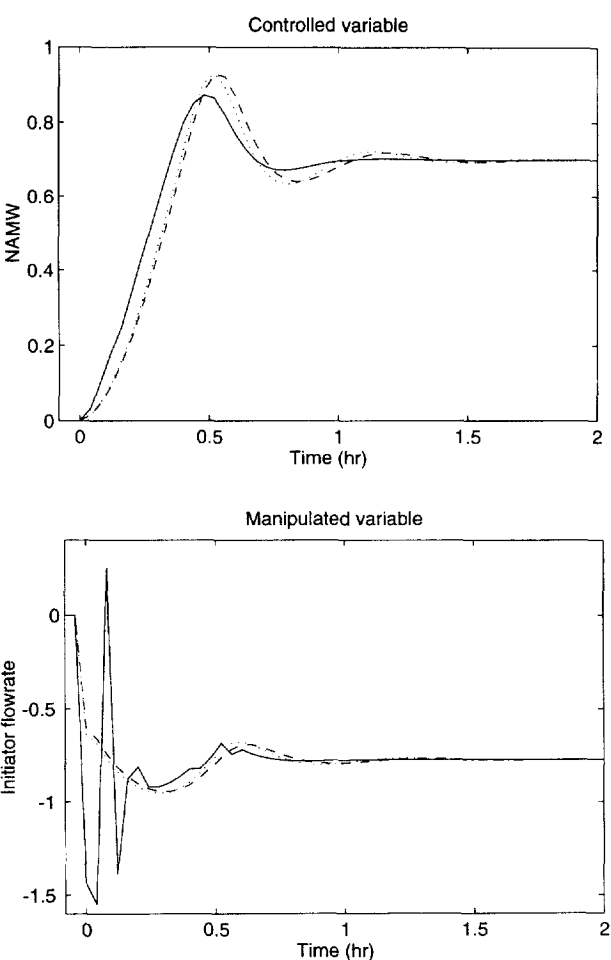 Controlled variable
1
0.8
0.6
0.4
0.2
0
NAMW
0 0.5 1 1.5 2
Time (hr)
Manipulated variable
0
-0.5
-1
-1.5
Initiator flowrate
0 0.5 1 1.5 2
Time (hr)